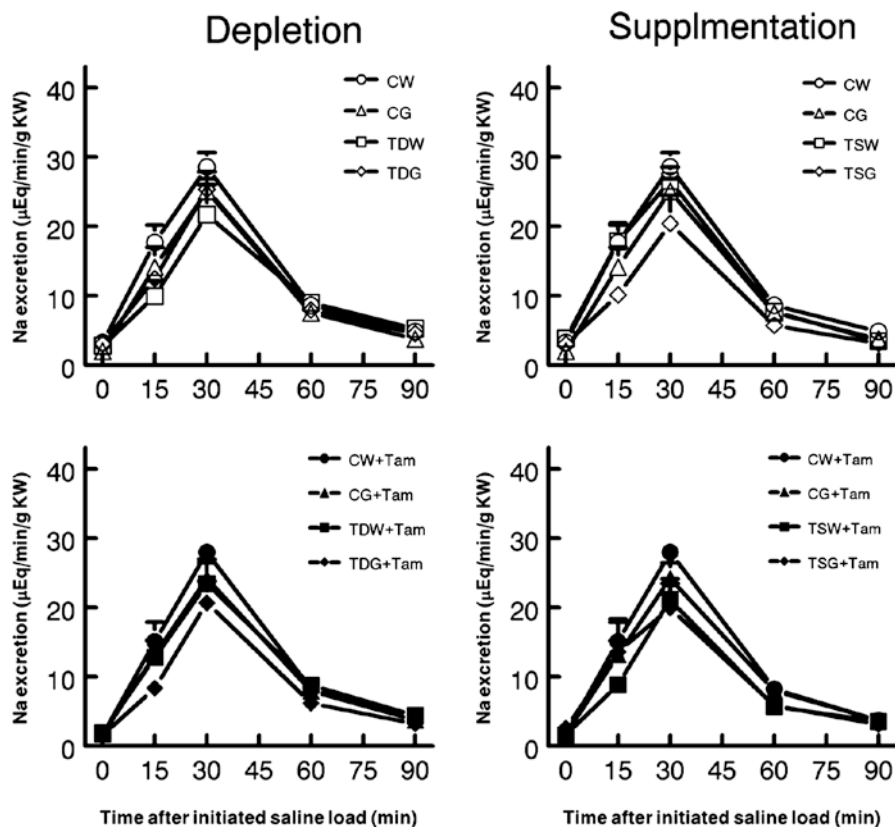 Depletion
Supplmentation
Na excretion (μEq/min/g KW)
40
30
20
10
0
0 15 30 45 60 75 90
CW
CG
TDW
TDG
Na excretion (μEq/min/g KW)
40
30
20
10
0
0 15 30 45 60 75 90
CW
CG
TSW
TSG
Na excretion (μEq/min/g KW)
40
30
20
10
0
0 15 30 45 60 75 90
CW+Tam
CG+Tam
TDW+Tam
TDG+Tam
Time after initiated saline load (min)
Na excretion (μEq/min/g KW)
40
30
20
10
0
0 15 30 45 60 75 90
CW+Tam
CG+Tam
TSW+Tam
TSG+Tam
Time after initiated saline load (min)